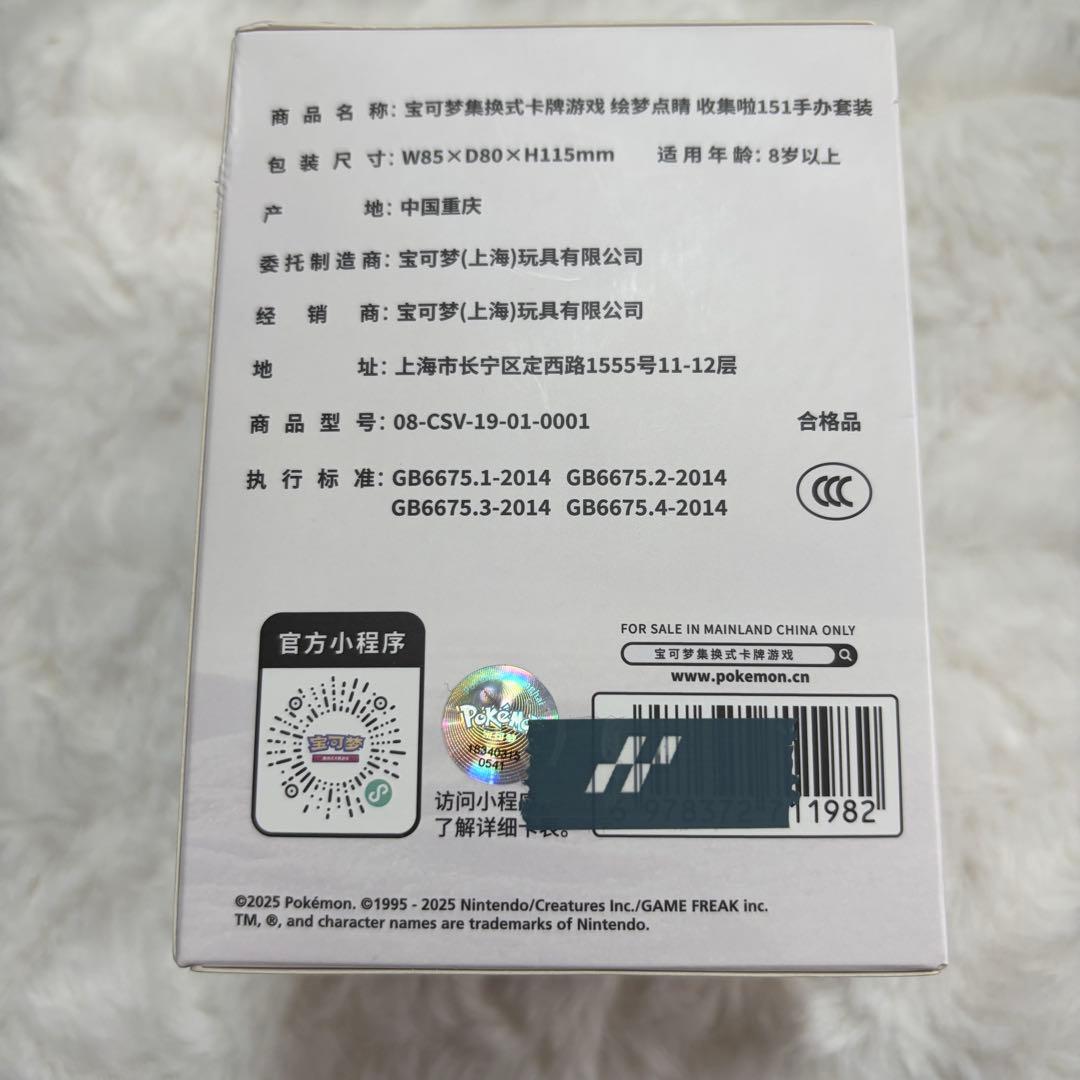 商品名称：宝可梦集换式卡牌游戏 绘梦点睛 收集啦151手办套装
包装尺寸：W85×D80×H115mm 适用年龄：8岁以上
产地：中国重庆
委托制造商：宝可梦(上海)玩具有限公司
经销商：宝可梦(上海)玩具有限公司
地址：上海市长宁区定西路1555号11-12层
商品型号：08-CSV-19-01-0001
合格品
执行标准：GB6675.1-2014 GB6675.2-2014
GB6675.3-2014 GB6675.4-2014
CCC
官方小程序
宝可梦
FOR SALE IN MAINLAND CHINA ONLY
宝可梦集换式卡牌游戏
www.pokemon.cn
Pokémon
0541
访问小程
了解详细卡表。
6 978372 711982
©2025 Pokémon. ©1995 - 2025 Nintendo/Creatures Inc./GAME FREAK inc.
TM, ®, and character names are trademarks of Nintendo.